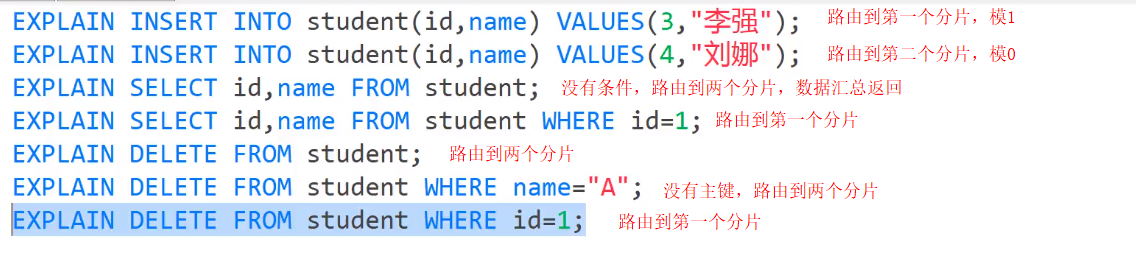 EXPLAIN INSERT INTO student(id,name) VALUES(3,"李强"); 路由到第一个分片，模1
EXPLAIN INSERT INTO student(id,name) VALUES(4,"刘娜"); 路由到第二个分片，模0
EXPLAIN SELECT id,name FROM student; 没有条件，路由到两个分片，数据汇总返回
EXPLAIN SELECT id,name FROM student WHERE id=1; 路由到第一个分片
EXPLAIN DELETE FROM student; 路由到两个分片
EXPLAIN DELETE FROM student WHERE name="A"; 没有主键，路由到两个分片
EXPLAIN DELETE FROM student WHERE id=1; 路由到第一个分片